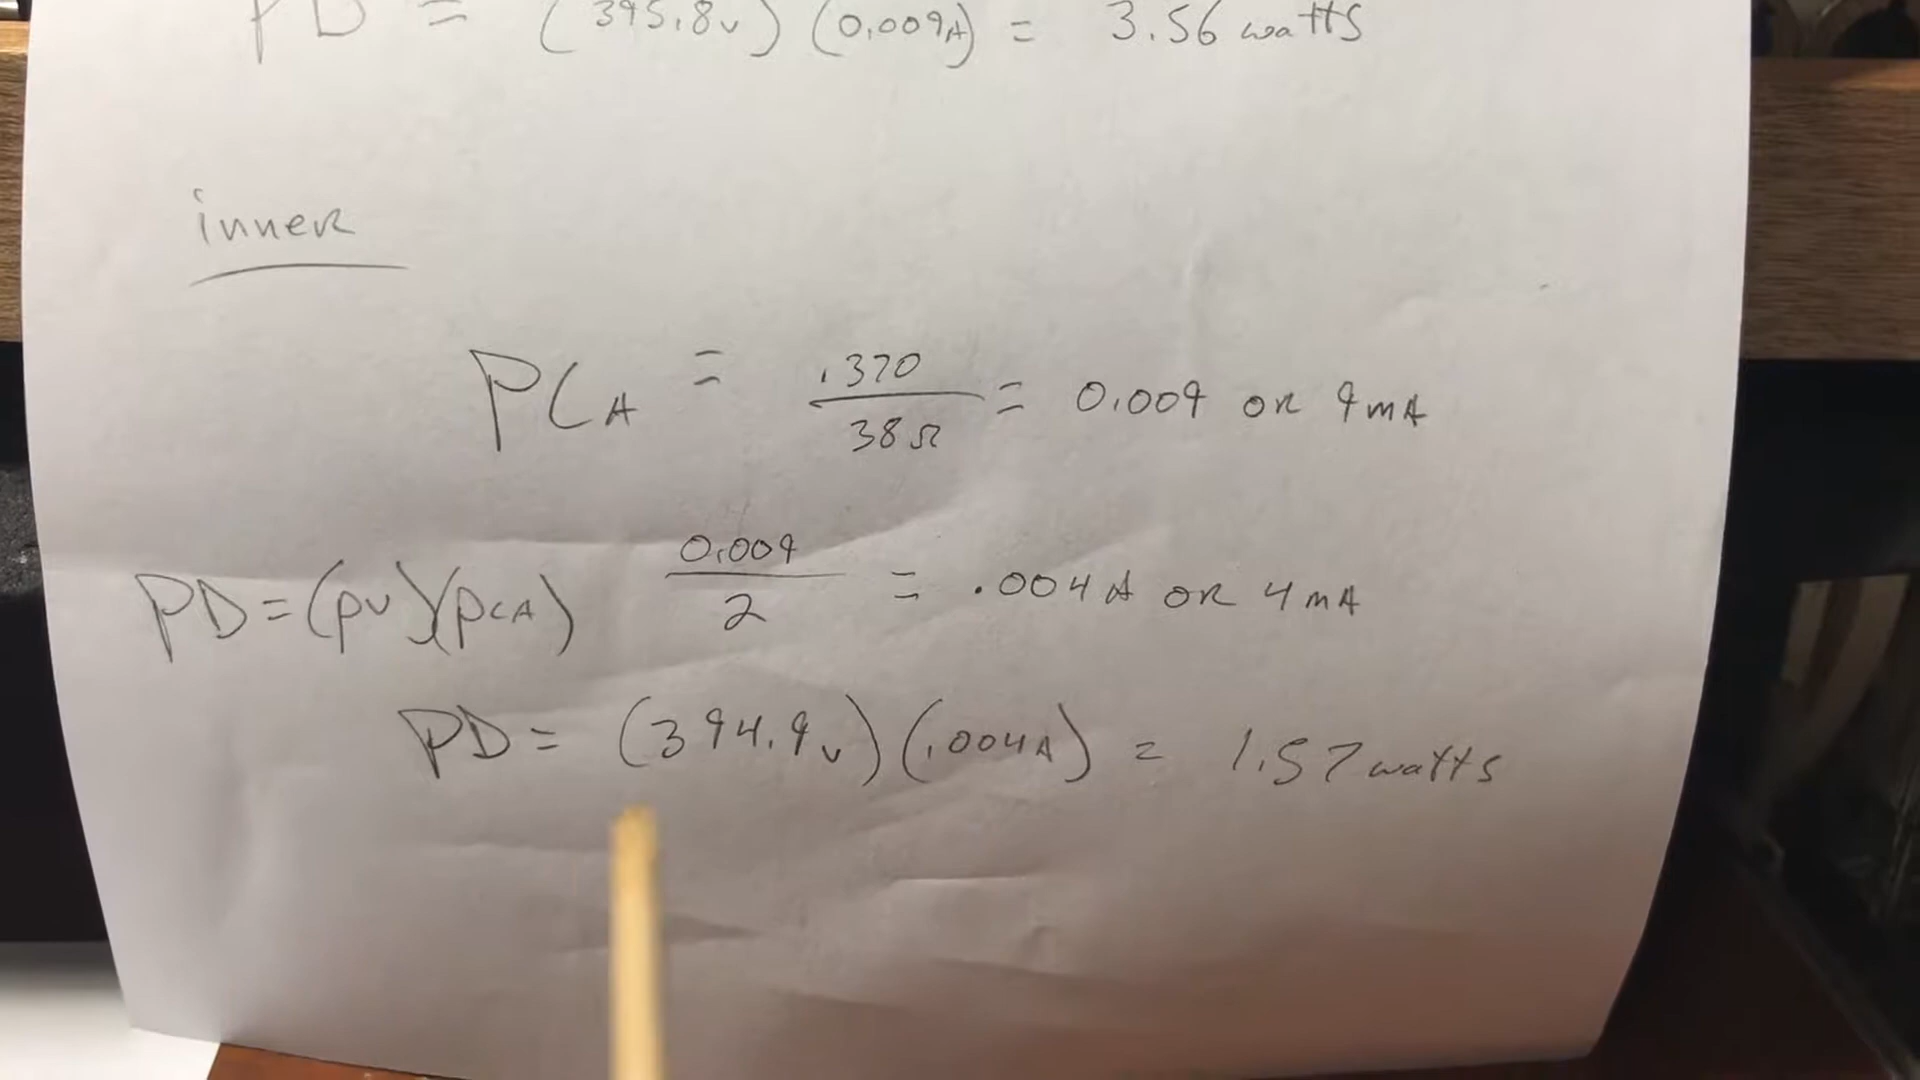 PD = (395.8v) (0.009A) = 3.56 watts
inner
PCA = .370 / 38Ω = 0.009 or 9mA
PD = (PV)(PCA) 0.009 / 2 = .004A or 4mA
PD = (394.9v) (.004A) = 1.57 watts